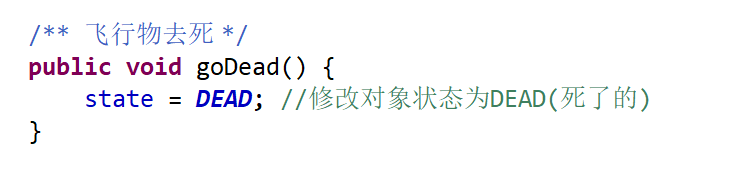 /** 飞行物去死 */
public void goDead() {
    state = DEAD; //修改对象状态为DEAD(死了的)
}